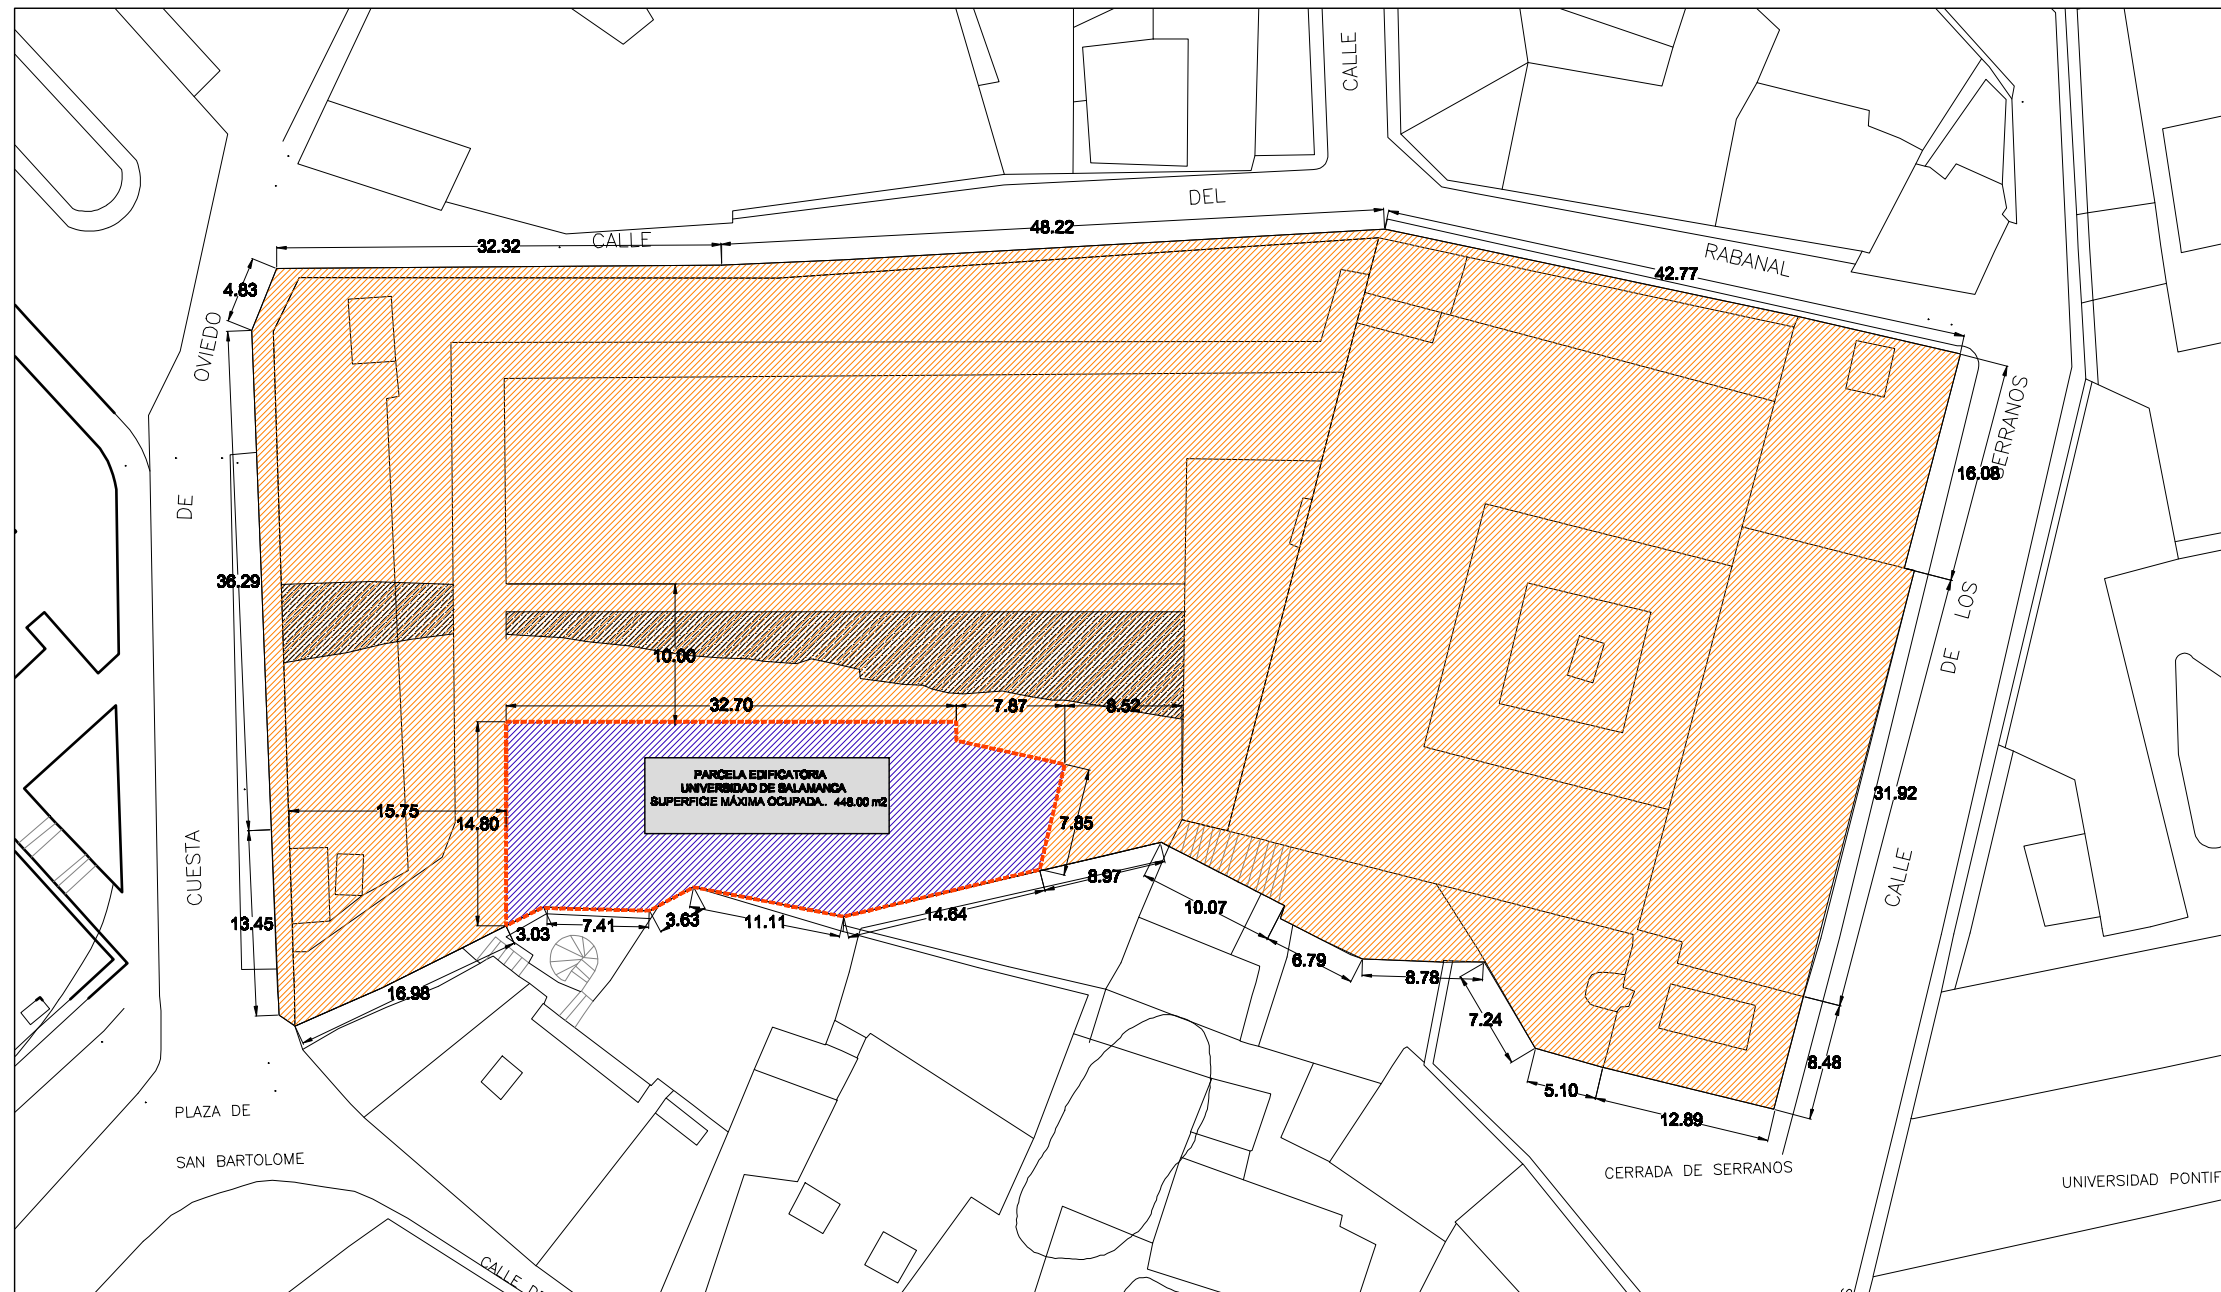 CALLE
DEL
48.22
32.32
CALLE
RABANAL
42.77
4.83
OVIEDO
SERRANOS
16.08
DE
36.29
LOS
DE
10.00
32.70
7.87
8.52
PARCELA EDIFICATORIA
UNIVERSIDAD DE SALAMANCA
SUPERFICIE MÁXIMA OCUPADA.. 448.00 m2
31.92
15.75
14.80
7.85
CUESTA
CALLE
8.97
10.07
14.64
13.45
3.03
7.41
3.63
11.11
6.79
8.78
16.98
7.24
8.48
5.10
12.89
PLAZA DE
SAN BARTOLOME
CERRADA DE SERRANOS
UNIVERSIDAD PONTIF
CALLE